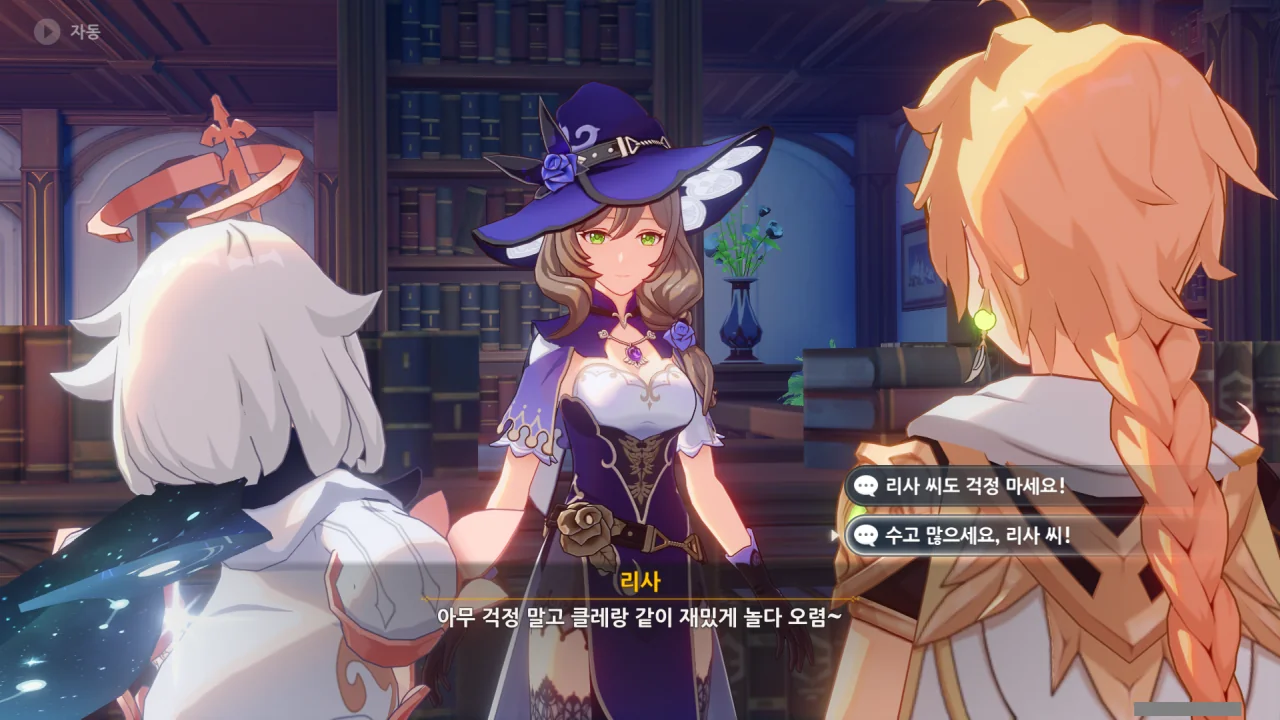 자동
리사 씨도 걱정 마세요!
수고 많으세요, 리사 씨!
리사
아무 걱정 말고 클레랑 같이 재밌게 놀다 오렴~